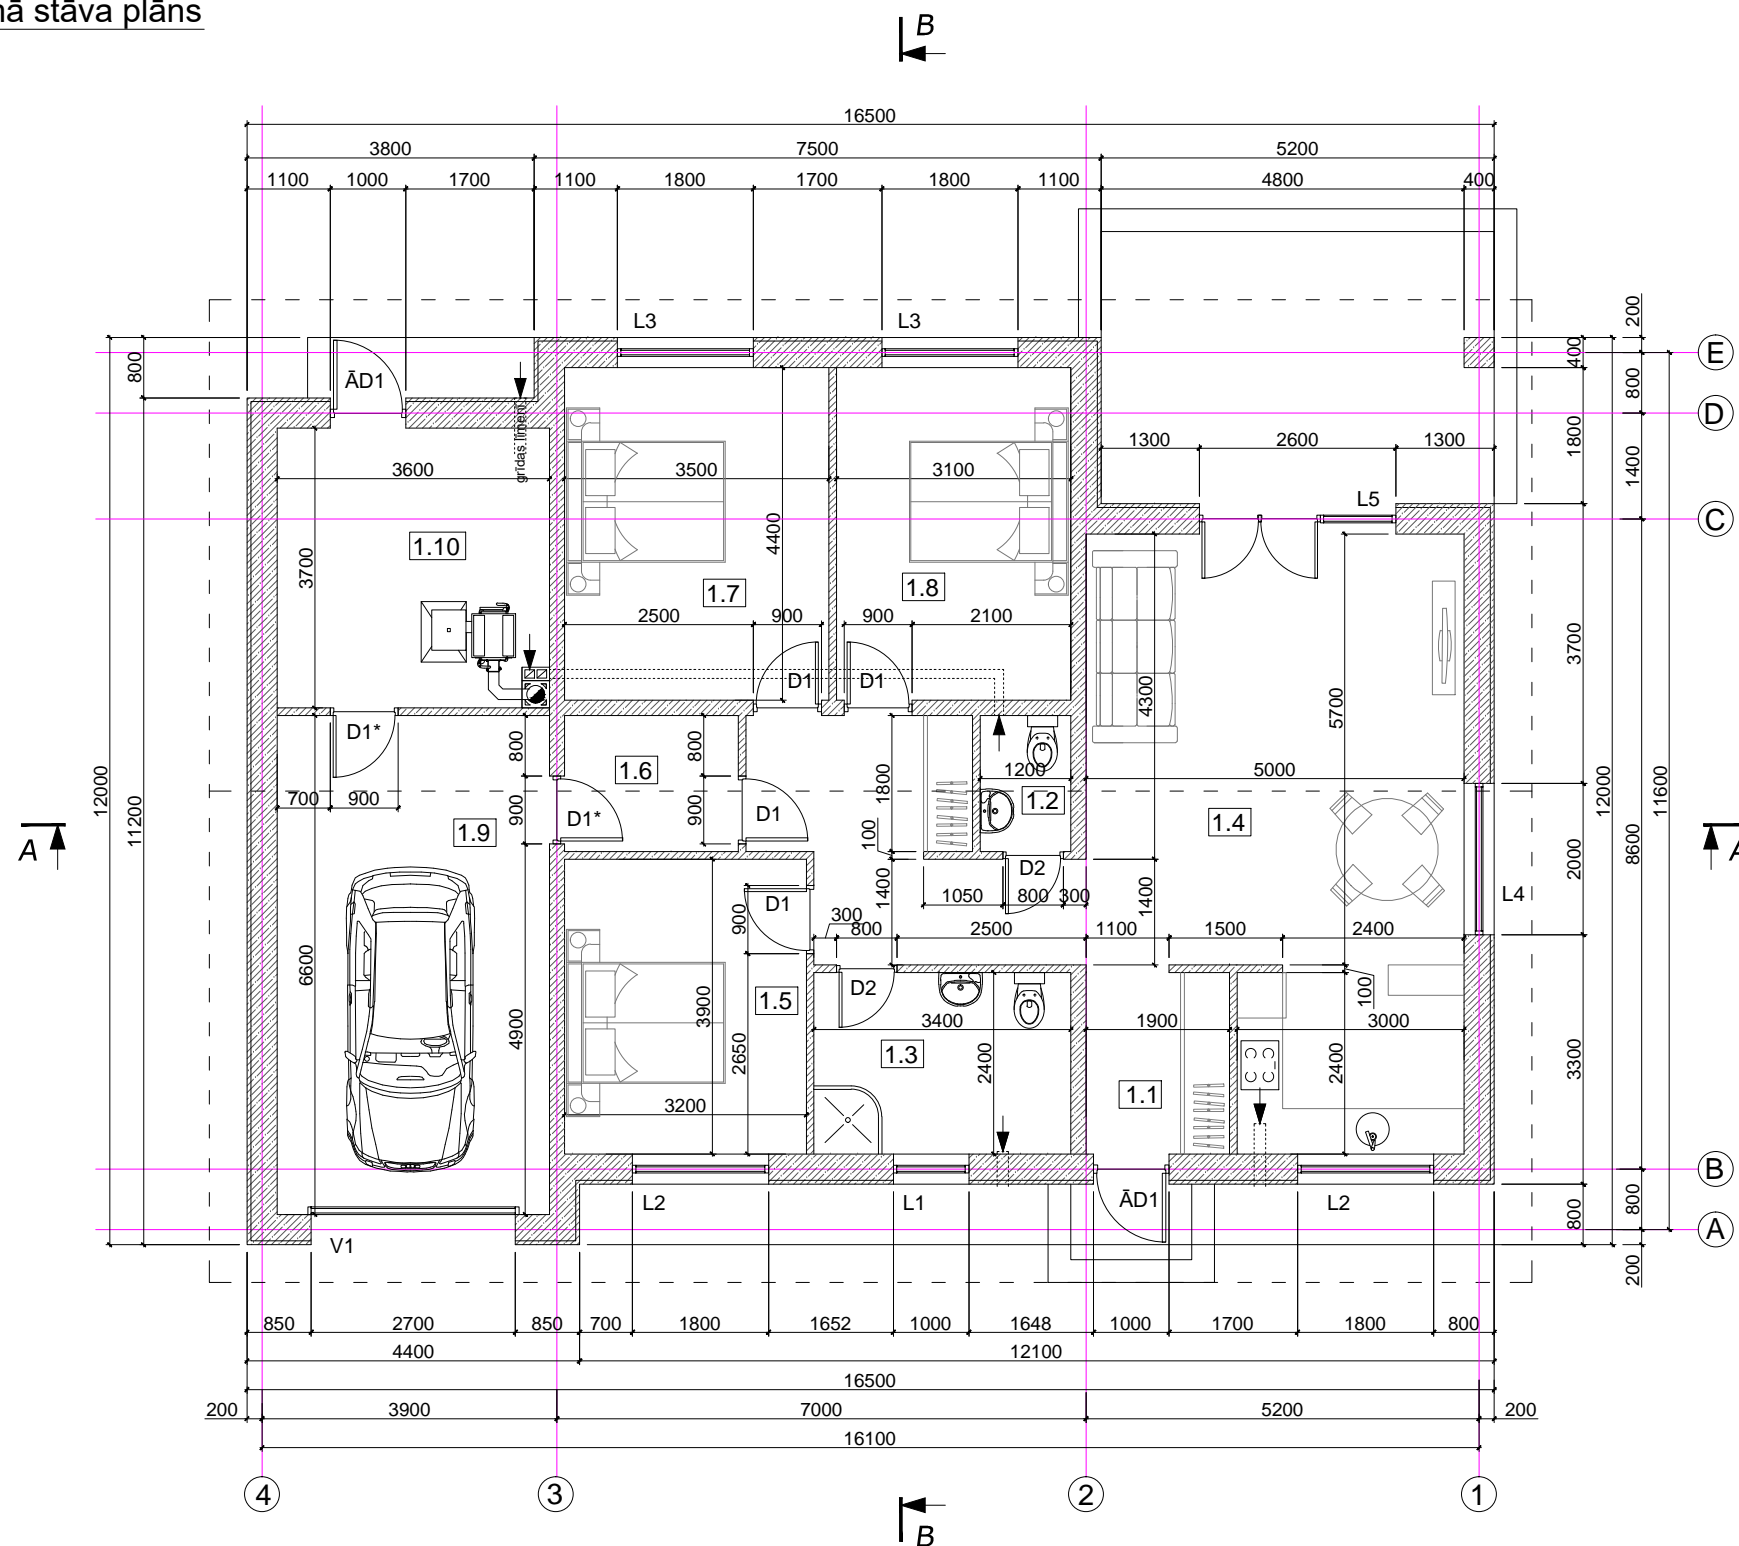 nā stāva plāns
B
16500
3800 7500 5200
1100 1000 1700 1100 1800 1700 1800 1100 4800 400
L3 L3
200
E
400
800
800
ĀD1
D
1300 2600 1300
1800
1400
grīdas līmenī
3600 3500 3100
L5
C
4400
1.10
3700
1.7 1.8
2500 900 900 2100
3700
4300
5700
D1 D1
D1*
800 800
1.6
1200
1.2
5000
12000
11200
700 900
900
D1*
900
D1
1800
1.9
1.4
12000
11600
A
A
100
D2
8600
2000
1400
1050 800 300
1400
L4
D1
900
300
800 2500 1100 1500 2400
6600
4900
3900
1.5
D2
100
2650
3400 1900 3000
1.3
2400
2400
3300
1.1
3200
B
L2 L1 ĀD1 L2
800
800
A
V1
200
850 2700 850 700 1800 1652 1000 1648 1000 1700 1800 800
4400 12100
16500
200 3900 7000 5200 200
16100
4 3 2 1
B